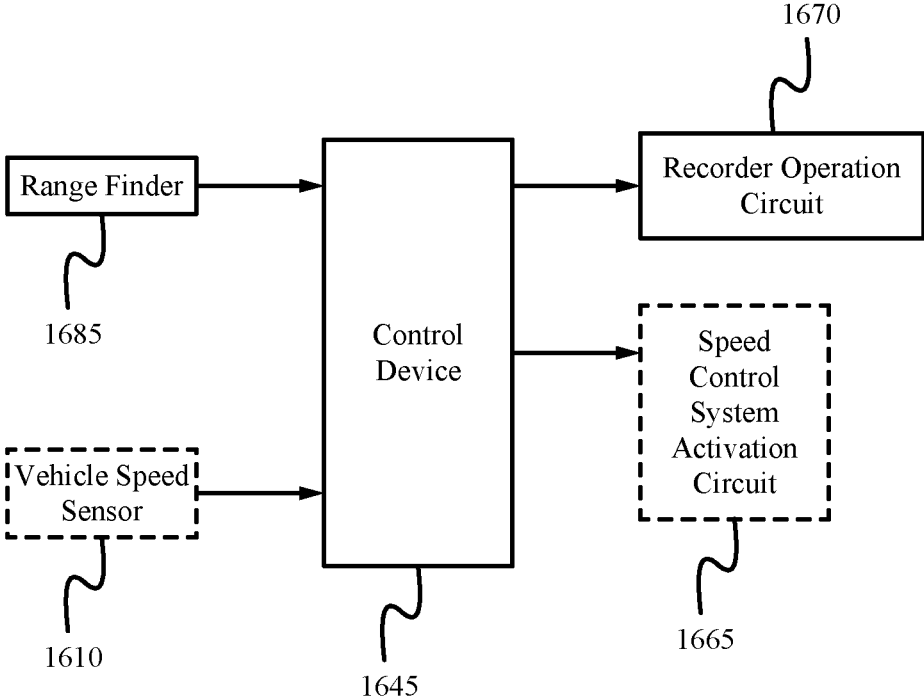 1670
Range Finder
Recorder Operation
Circuit
1685
Control
Device
Speed
Control
System
Activation
Circuit
Vehicle Speed
Sensor
1610
1645
1665